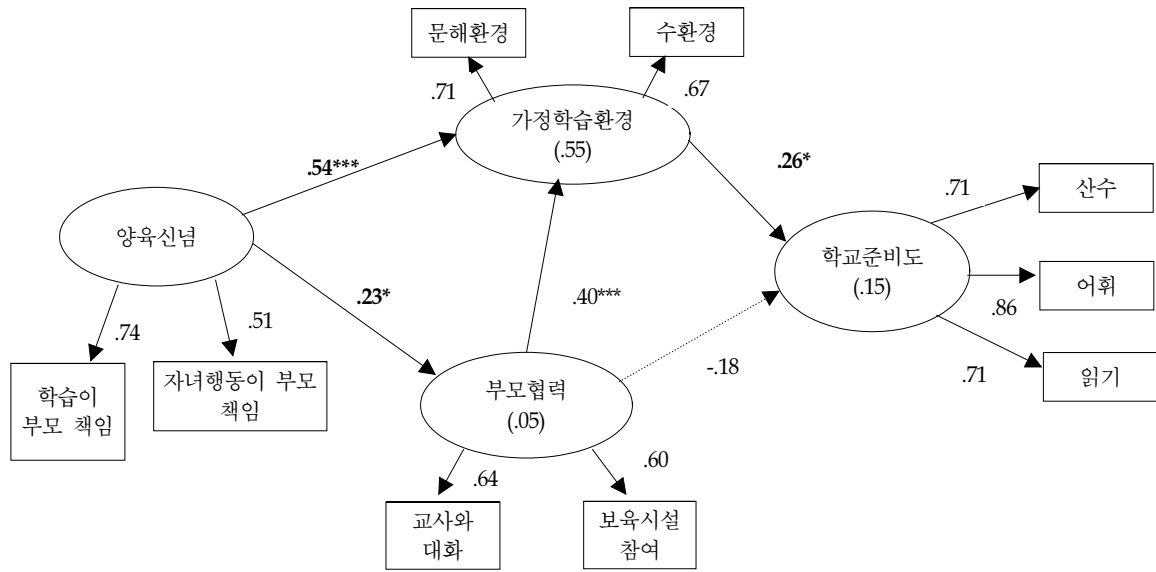 문해환경
수환경
.71
.67
가정학습환경
(.55)
.54***
.26*
.71
산수
양육신념
학교준비도
(.15)
어휘
.86
.23*
.40***
.74
.51
-.18
.71
읽기
학습이
부모 책임
자녀행동이 부모
책임
부모협력
(.05)
.64
.60
교사와
대화
보육시설
참여